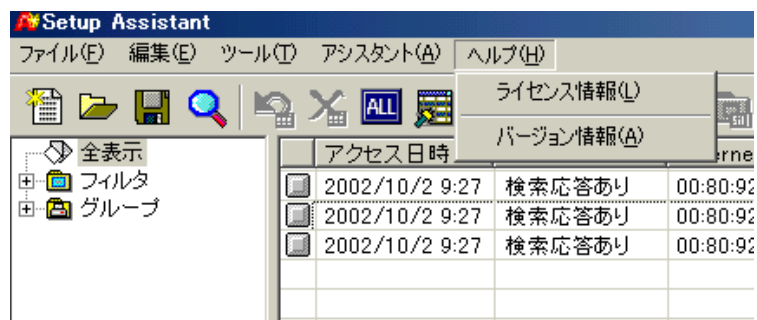 Setup Assistant
ファイル(F) 編集(E) ツール(T) アシスタント(A) ヘルプ(H)
ライセンス情報(L)
バージョン情報(A)
ALL
全表示
フィルタ
グループ
アクセス日時
2002/10/2 9:27 検索応答あり 00:80:92
2002/10/2 9:27 検索応答あり 00:80:92
2002/10/2 9:27 検索応答あり 00:80:92